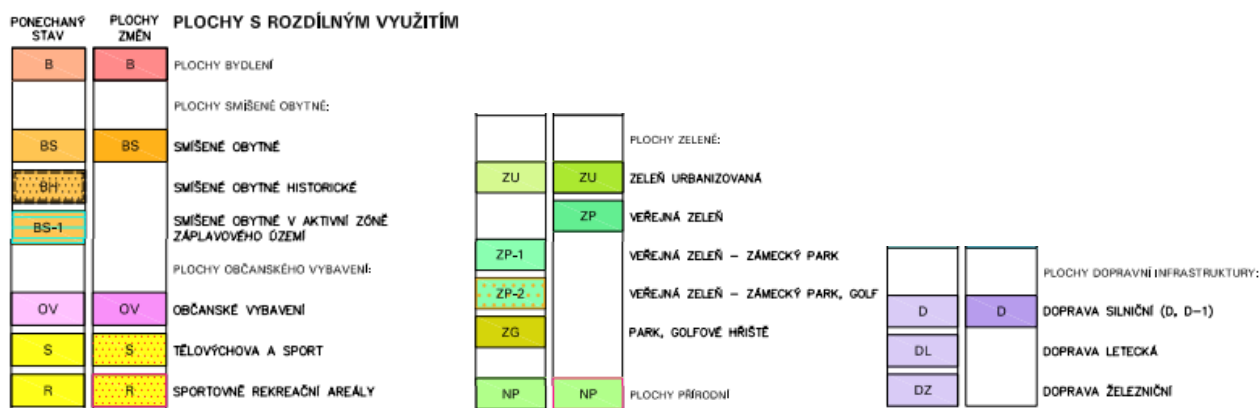 PONECHANÝ STAV PLOCHY ZMĚN PLOCHY S ROZDÍLNÝM VYUŽITÍM
B B PLOCHY BYDLENÍ
PLOCHY SMÍŠENÉ OBYTNÉ:
BS BS SMÍŠENÉ OBYTNÉ
BH SMÍŠENÉ OBYTNÉ HISTORICKÉ
BS-1 SMÍŠENÉ OBYTNÉ V AKTIVNÍ ZÓNĚ
ZÁPLAVOVÉHO ÚZEMÍ
PLOCHY OBČANSKÉHO VYBAVENÍ:
OV OV OBČANSKÉ VYBAVENÍ
S S TĚLOVÝCHOVA A SPORT
R R SPORTOVNĚ REKREAČNÍ AREÁLY
PLOCHY ZELENĚ:
ZU ZU ZELEŇ URBANIZOVANÁ
ZP VEŘEJNÁ ZELEŇ
ZP-1 VEŘEJNÁ ZELEŇ – ZÁMECKÝ PARK
ZP-2 VEŘEJNÁ ZELEŇ – ZÁMECKÝ PARK, GOLF
ZG PARK, GOLFOVÉ HŘIŠTĚ
NP NP PLOCHY PŘÍRODNÍ
PLOCHY DOPRAVNÍ INFRASTRUKTURY:
D D DOPRAVA SILNIČNÍ (D, D-1)
DL DOPRAVA LETECKÁ
DZ DOPRAVA ŽELEZNIČNÍ